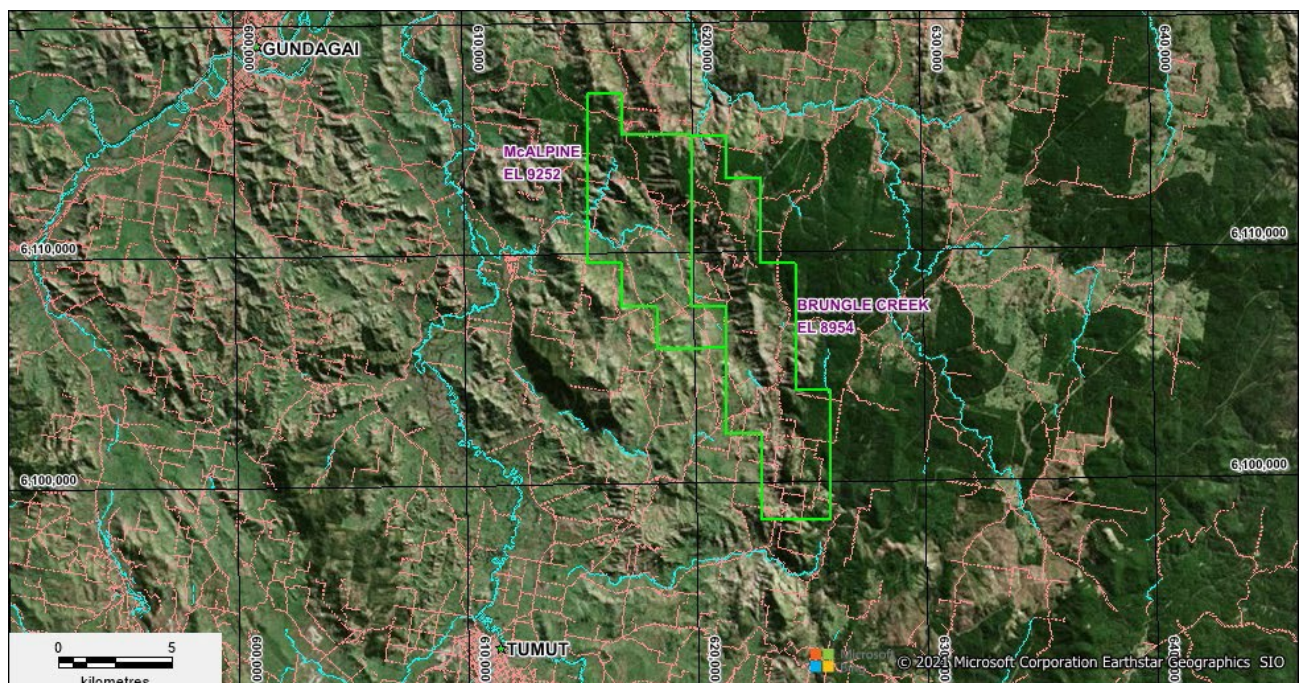 600,000
610,000
620,000
630,000
640,000
GUNDAGAI
McALPINE
EL 9252
6,110,000
6,110,000
BRUNGLE CREEK
EL 8954
6,100,000
6,100,000
TUMUT
0 5
kilometres
600,000
610,000
620,000
640,000
Microsoft
© 2021 Microsoft Corporation Earthstar Geographics SIO